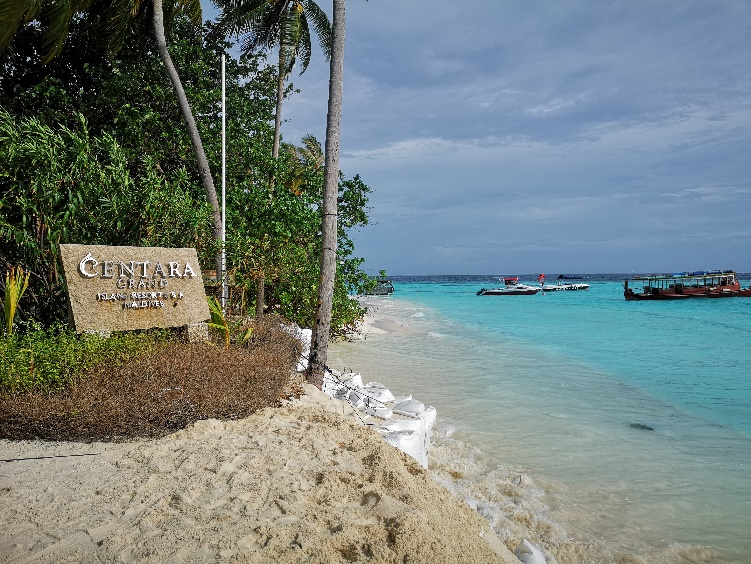 CENTARA
GRAND
ISLAND RESORT & SPA
MALDIVES